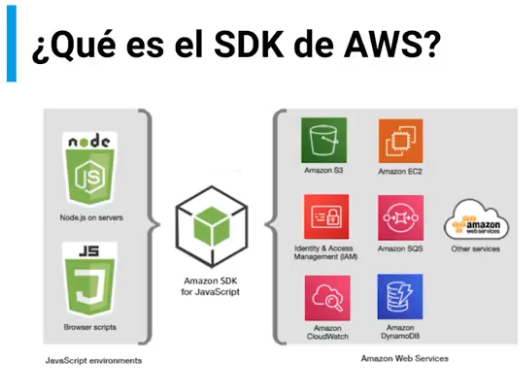 ¿Qué es el SDK de AWS?
node
JS
Node.js on servers
JS
Browser scripts
JavaScript environments
Amazon SDK
for JavaScript
Amazon S3
Amazon EC2
Identity & Access
Management (IAM)
Amazon SQS
amazon
webservices
Other services
Amazon
CloudWatch
Amazon
DynamoDB
Amazon Web Services